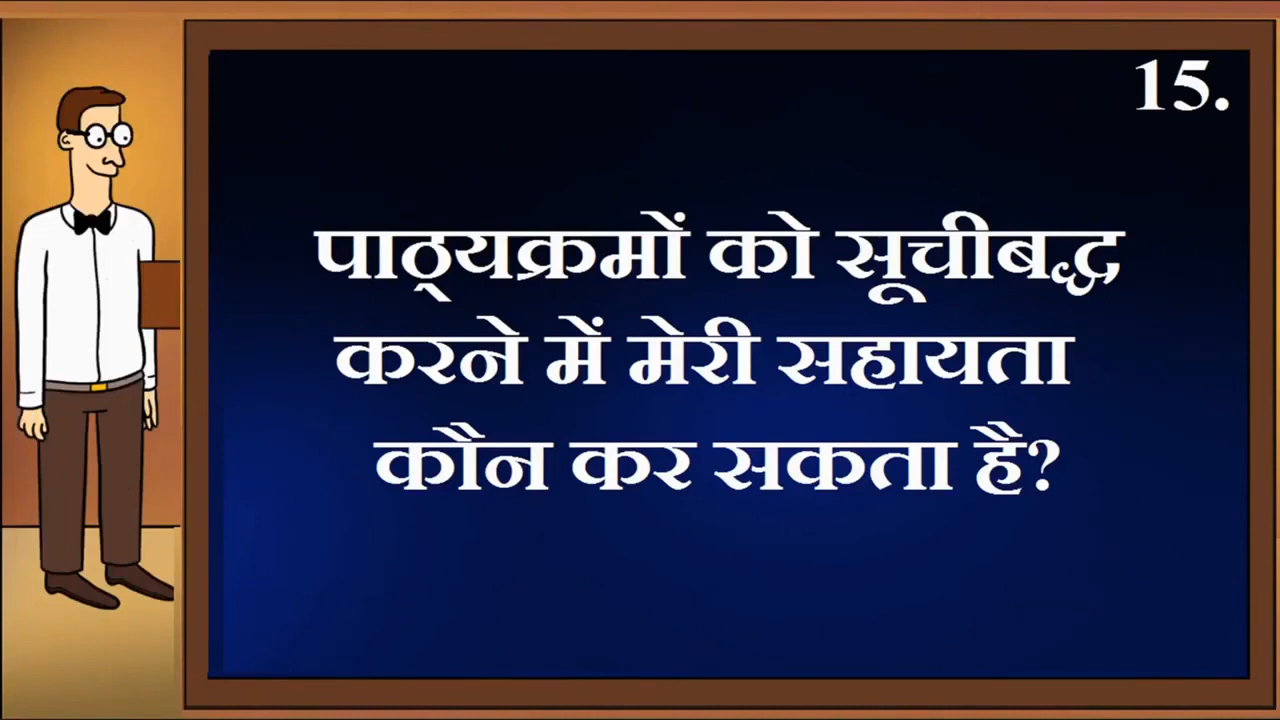 15.
पाठ्यक्रमों को सूचीबद्ध
करने में मेरी सहायता
कौन कर सकता है?